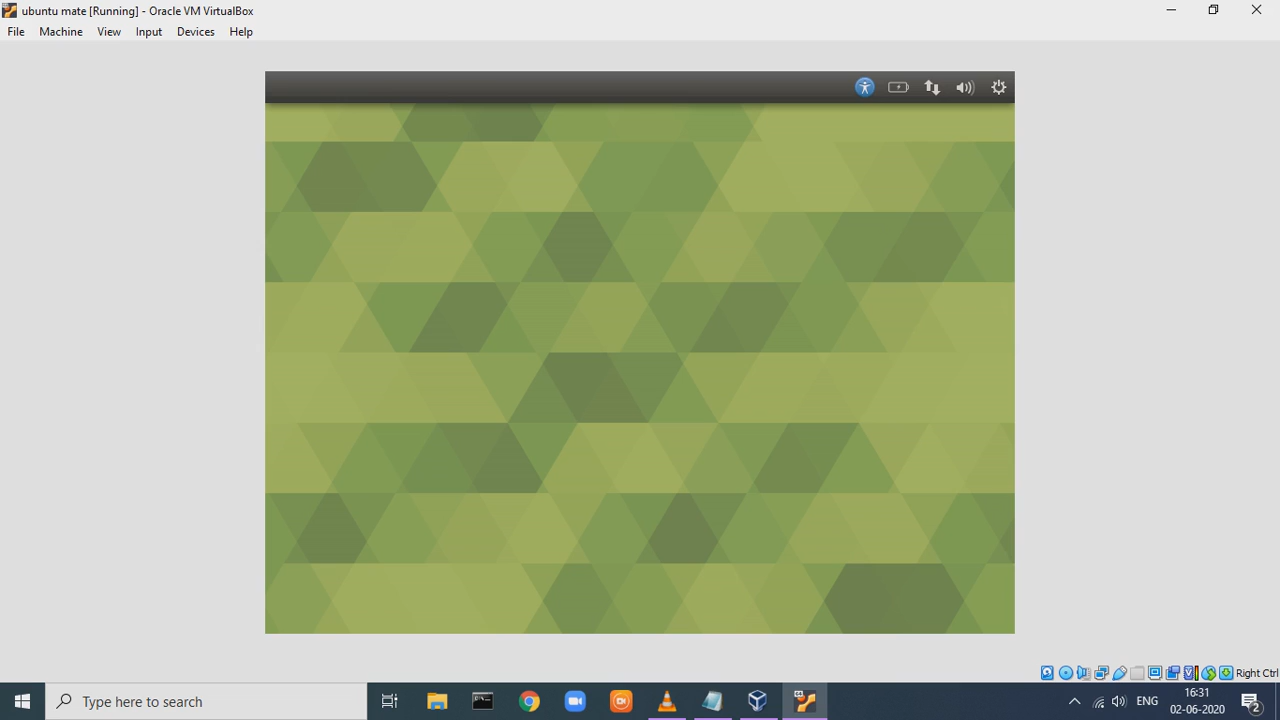 ubuntu mate [Running] - Oracle VM VirtualBox
File Machine View Input Devices Help
Right Ctrl
Type here to search
ENG
16:31
02-06-2020
2